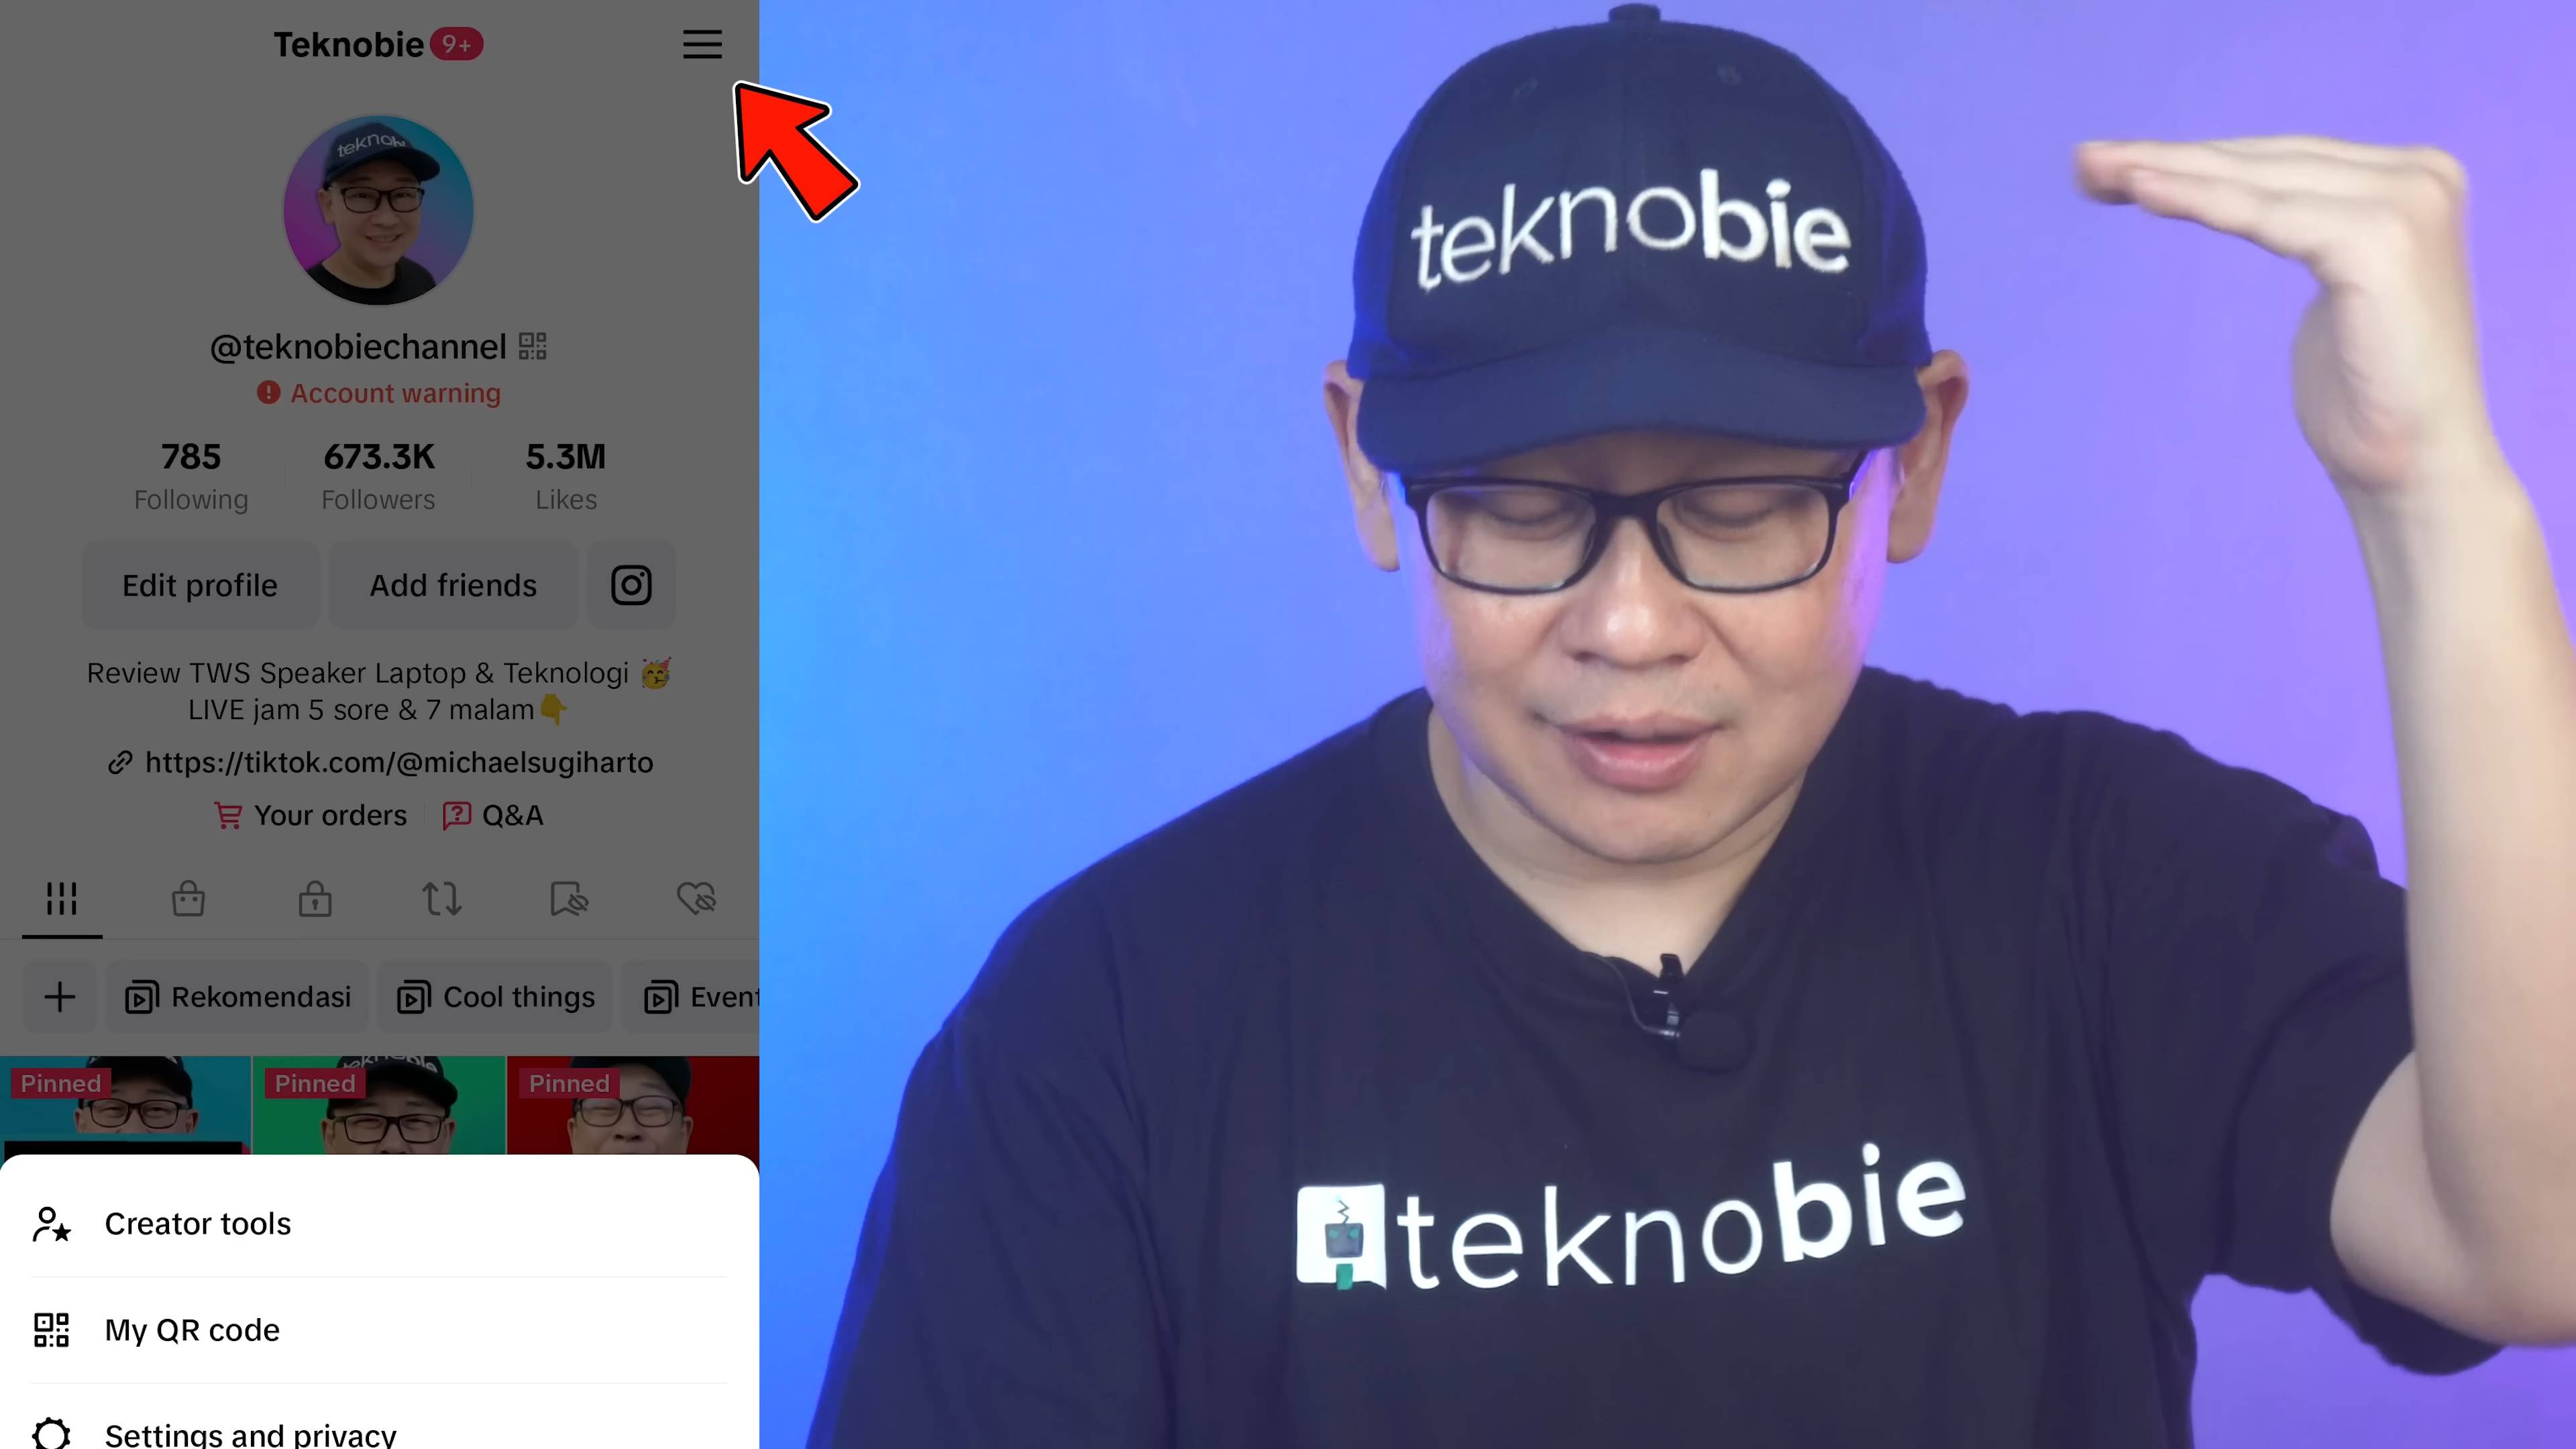 Teknobie 9+
teknobie
@teknobiechannel
Account warning
785 673.3K 5.3M
Following Followers Likes
Edit profile Add friends
Review TWS Speaker Laptop & Teknologi 🥳
LIVE jam 5 sore & 7 malam👇
https://tiktok.com/@michaelsugiharto
Your orders Q&A
Rekomendasi Cool things Event
Pinned Pinned Pinned
Creator tools
My QR code
Settings and privacy
teknobie
teknobie